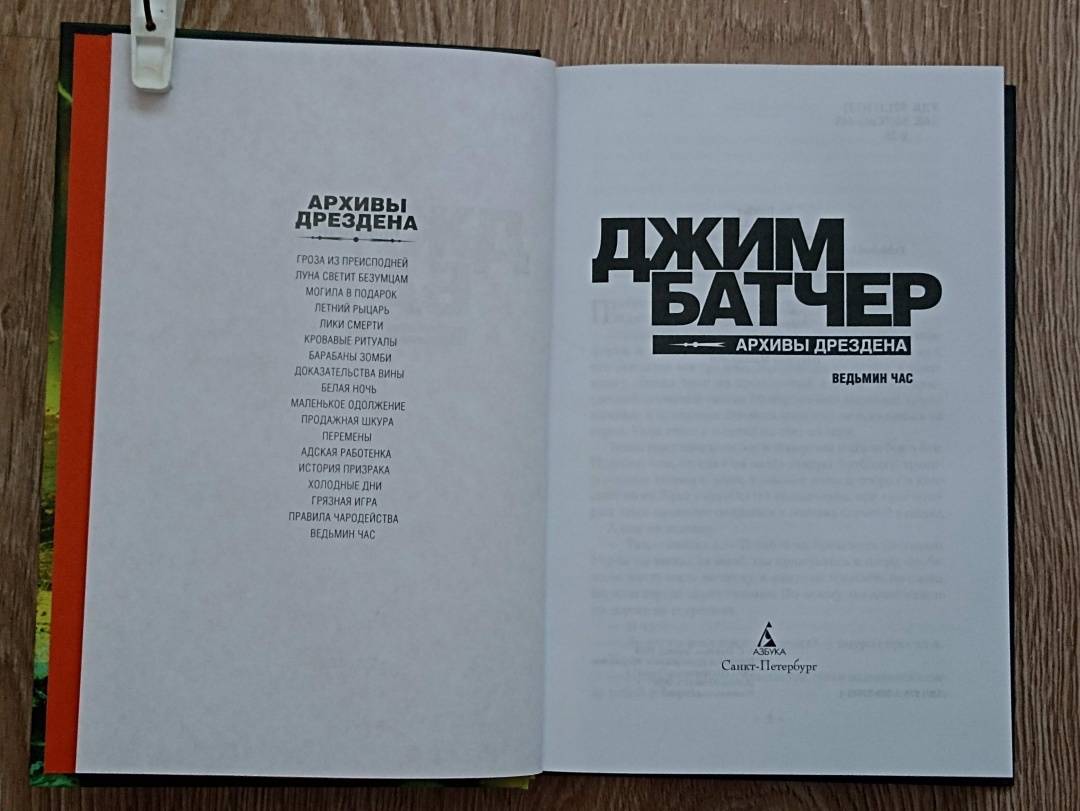 АРХИВЫ
ДРЕЗДЕНА
ГРОЗА ИЗ ПРЕИСПОДНЕЙ
ЛУНА СВЕТИТ БЕЗУМЦАМ
МОГИЛА В ПОДАРОК
ЛЕТНИЙ РЫЦАРЬ
ЛИКИ СМЕРТИ
КРОВАВЫЕ РИТУАЛЫ
БАРАБАНЫ ЗОМБИ
ДОКАЗАТЕЛЬСТВА ВИНЫ
БЕЛАЯ НОЧЬ
МАЛЕНЬКОЕ ОДОЛЖЕНИЕ
ПРОДАЖНАЯ ШКУРА
ПЕРЕМЕНЫ
АДСКАЯ РАБОТЕНКА
ИСТОРИЯ ПРИЗРАКА
ХОЛОДНЫЕ ДНИ
ГРЯЗНАЯ ИГРА
ПРАВИЛА ЧАРОДЕЙСТВА
ВЕДЬМИН ЧАС
ДЖИМ
БАТЧЕР
АРХИВЫ ДРЕЗДЕНА
ВЕДЬМИН ЧАС
АЗБУКА
Санкт-Петербург